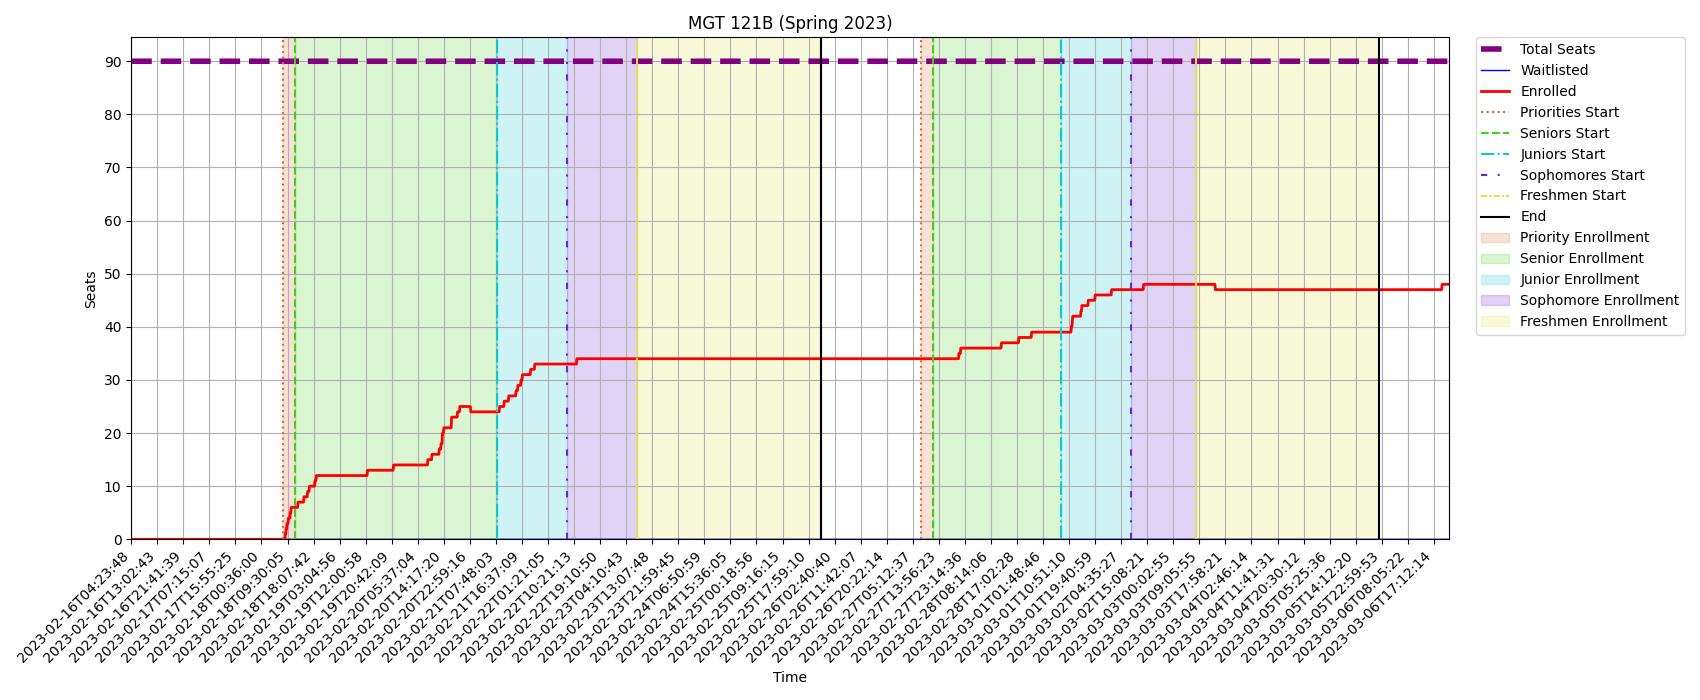 MGT 121B (Spring 2023)
Seats
90
80
70
60
50
40
30
20
10
0
2023-02-16T04:23:48
2023-02-16T13:02:43
2023-02-16T21:41:39
2023-02-17T07:15:07
2023-02-17T15:55:25
2023-02-18T00:36:00
2023-02-18T09:30:05
2023-02-18T18:07:42
2023-02-19T03:04:56
2023-02-19T12:00:58
2023-02-19T20:42:09
2023-02-20T05:37:04
2023-02-20T14:17:20
2023-02-20T22:59:16
2023-02-21T07:48:03
2023-02-21T16:37:09
2023-02-22T01:21:05
2023-02-22T10:21:13
2023-02-22T19:10:50
2023-02-23T04:10:43
2023-02-23T13:07:48
2023-02-23T21:59:45
2023-02-24T06:50:59
2023-02-24T15:36:05
2023-02-25T00:18:56
2023-02-25T09:16:15
2023-02-25T17:59:10
2023-02-26T02:40:40
2023-02-26T11:42:07
2023-02-26T20:22:14
2023-02-27T05:12:37
2023-02-27T13:56:23
2023-02-27T23:14:36
2023-02-28T08:14:06
2023-02-28T17:02:28
2023-03-01T01:48:46
2023-03-01T10:51:10
2023-03-01T19:40:59
2023-03-02T04:35:27
2023-03-02T15:08:21
2023-03-03T00:02:55
2023-03-03T09:05:55
2023-03-03T17:58:21
2023-03-04T02:46:14
2023-03-04T11:41:31
2023-03-04T20:30:12
2023-03-05T05:25:36
2023-03-05T14:12:20
2023-03-05T22:59:53
2023-03-06T08:05:22
2023-03-06T17:12:14
Time
Total Seats
Waitlisted
Enrolled
Priorities Start
Seniors Start
Juniors Start
Sophomores Start
Freshmen Start
End
Priority Enrollment
Senior Enrollment
Junior Enrollment
Sophomore Enrollment
Freshmen Enrollment